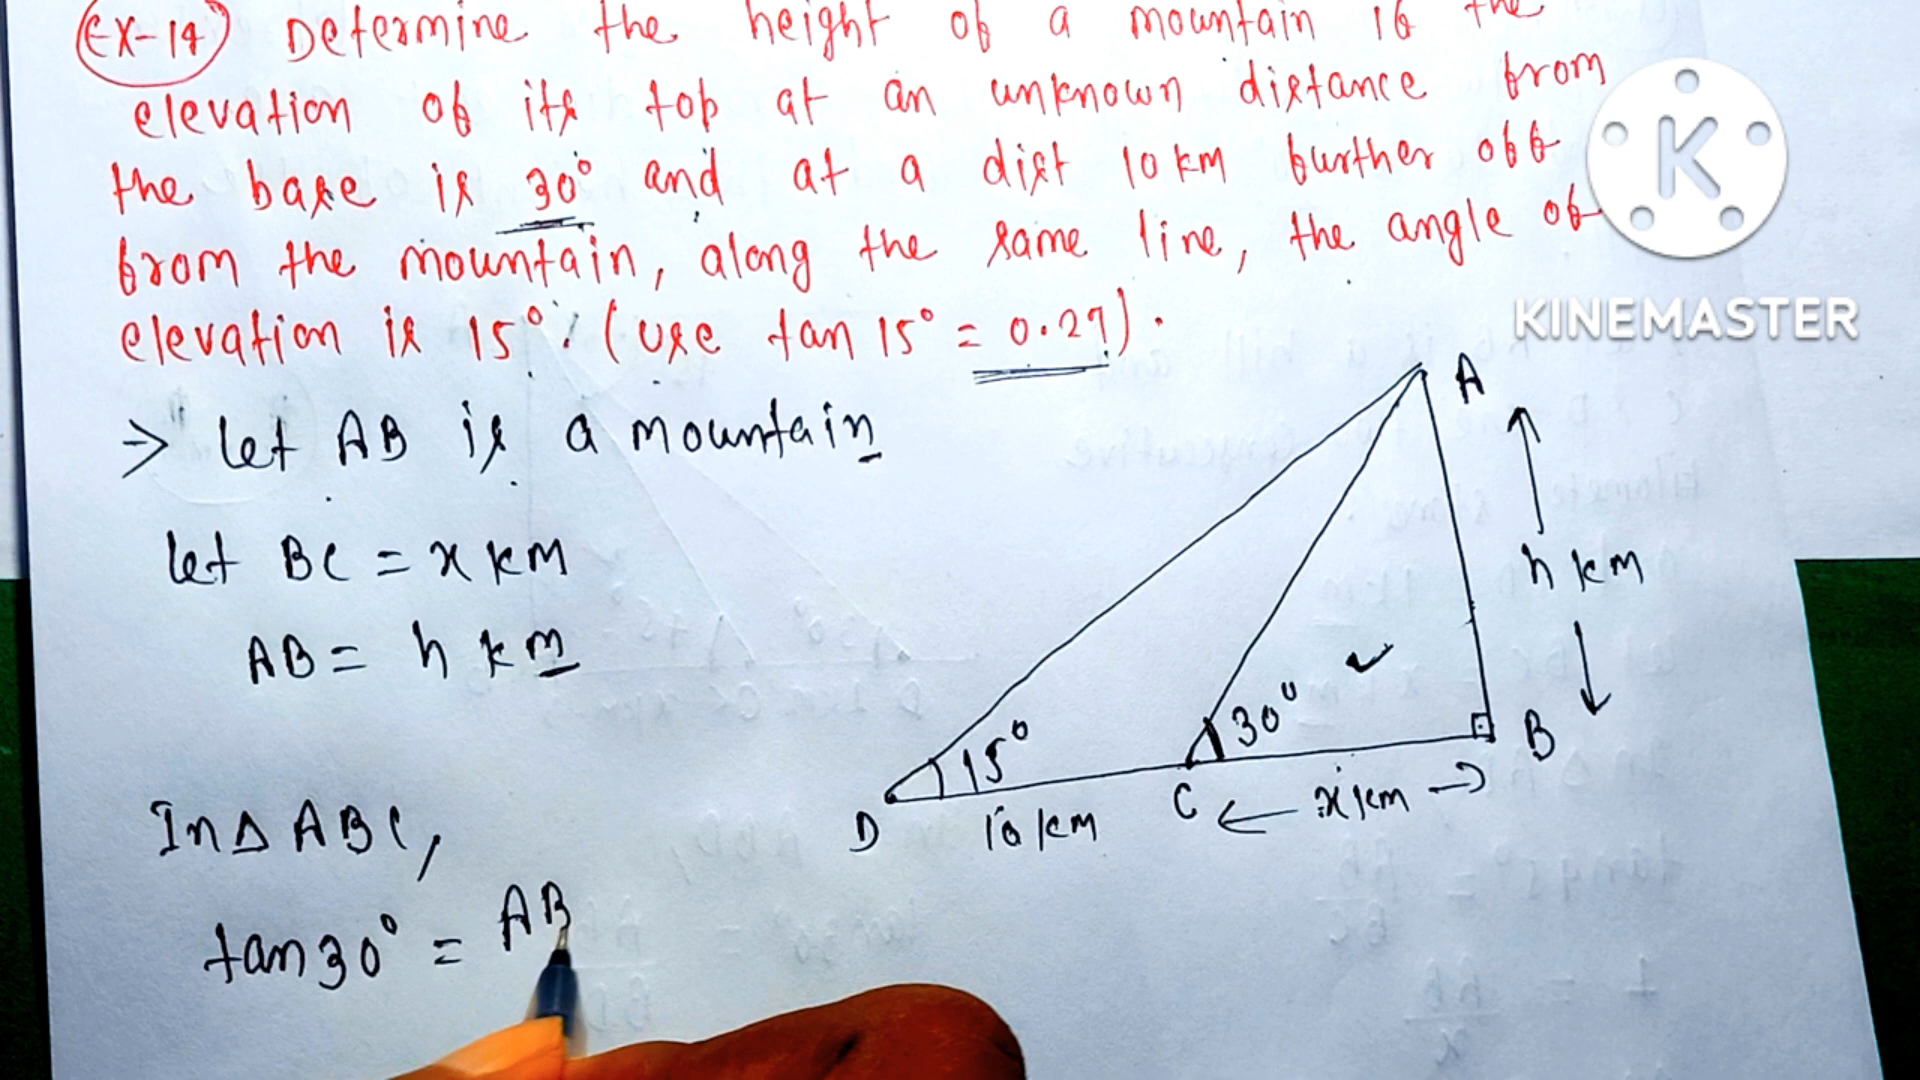 Ex-14 Determine the height of a mountain if the
elevation of its top at an unknown distance from
the base is 30° and at a dist 10 km further off
from the mountain, along the same line, the angle of
elevation is 15°. (use tan 15° = 0.27).
KINEMASTER
→ let AB is a mountain
let BC = x km
AB = h km
In Δ ABC,
tan 30° = AB
A
h km
B
30°
15°
D
10 km
C
x km